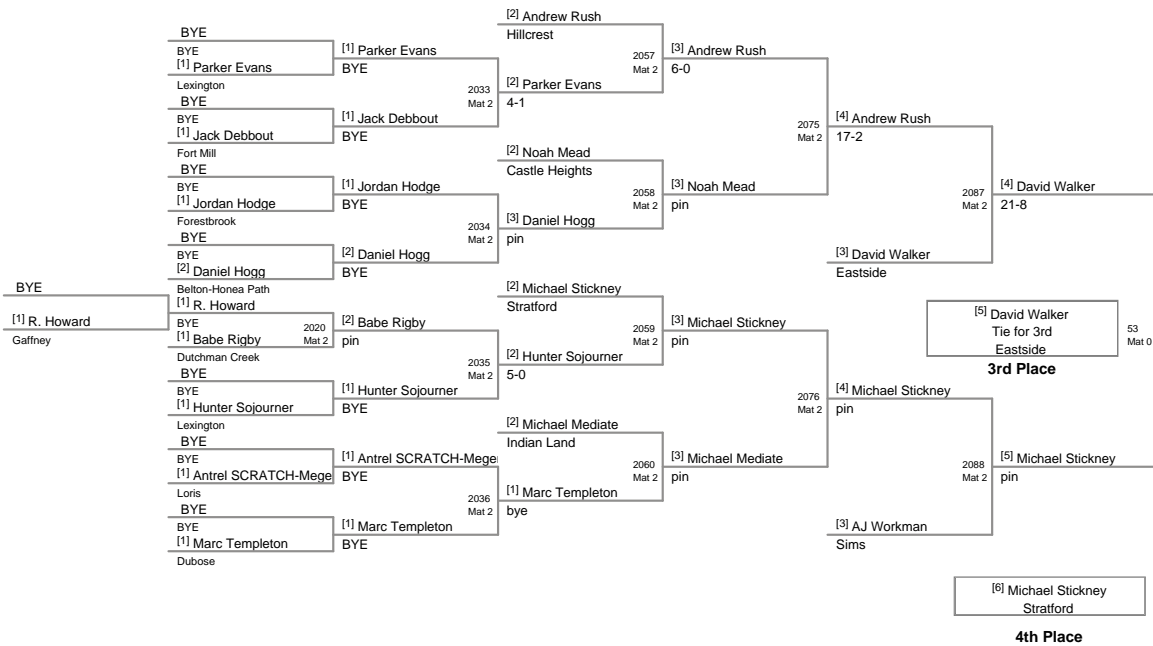 BYE
[1] R. Howard
Gaffney
BYE
BYE
[1] Parker Evans
Lexington
BYE
BYE
[1] Jack Debbout
Fort Mill
BYE
BYE
[1] Jordan Hodge
Forestbrook
BYE
BYE
[2] Daniel Hogg
Belton-Honea Path
[1] R. Howard
BYE
2020
Mat 2
[1] Babe Rigby
Dutchman Creek
BYE
BYE
[1] Hunter Sojourner
Lexington
BYE
BYE
[1] Antrel SCRATCH-Mege
Loris
BYE
BYE
[1] Marc Templeton
Dubose
[1] Parker Evans
BYE
2033
Mat 2
[1] Jack Debbout
BYE
[1] Jordan Hodge
BYE
2034
Mat 2
[2] Daniel Hogg
BYE
[2] Babe Rigby
pin
2035
Mat 2
[1] Hunter Sojourner
BYE
[1] Antrel SCRATCH-Mege
BYE
2036
Mat 2
[1] Marc Templeton
BYE
[2] Andrew Rush
Hillcrest
2057
Mat 2
[2] Parker Evans
4-1
[2] Noah Mead
Castle Heights
2058
Mat 2
[3] Daniel Hogg
pin
[2] Michael Stickney
Stratford
2059
Mat 2
[2] Hunter Sojourner
5-0
[2] Michael Mediate
Indian Land
2060
Mat 2
[1] Marc Templeton
bye
[3] Andrew Rush
6-0
2075
Mat 2
[3] Noah Mead
pin
[3] Michael Stickney
pin
2076
Mat 2
[3] Michael Mediate
pin
[4] Andrew Rush
17-2
2087
Mat 2
[3] David Walker
Eastside
[4] Michael Stickney
pin
2088
Mat 2
[3] AJ Workman
Sims
[4] David Walker
21-8
[5] David Walker
Tie for 3rd
Eastside
3rd Place
53
Mat 0
[5] Michael Stickney
pin
[6] Michael Stickney
Stratford
4th Place